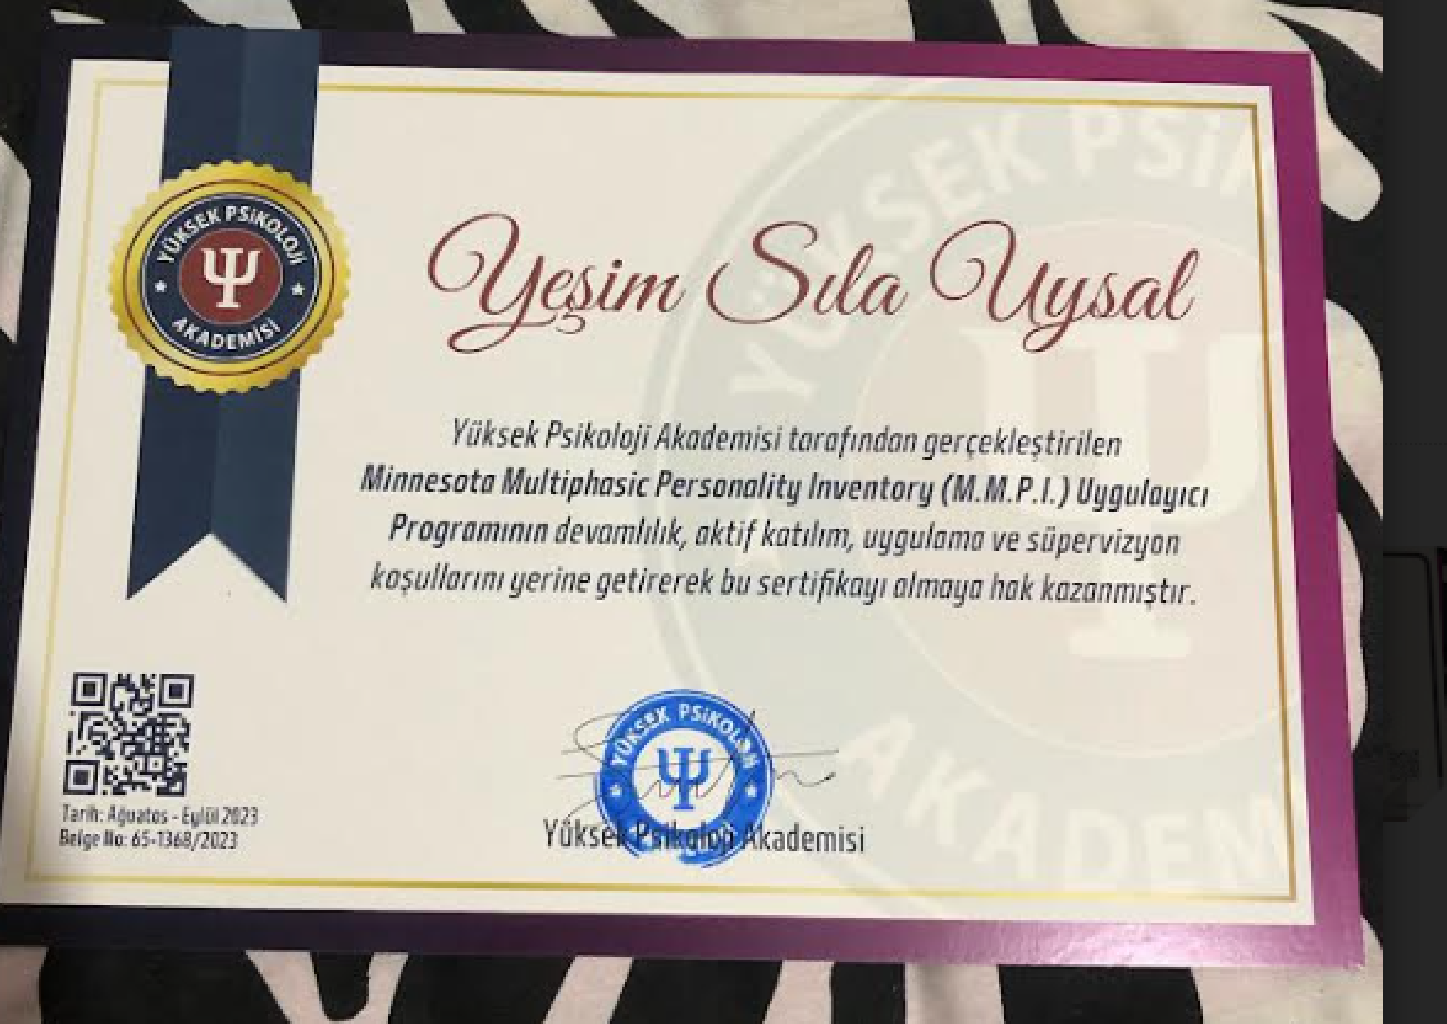 YÜKSEK PSİKOLOJİ
AKADEMİSİ
Yeşim Sıla Uysal
Yüksek Psikoloji Akademisi tarafından gerçekleştirilen
Minnesota Multiphasic Personality Inventory (M.M.P.I.) Uygulayıcı
Programının devamlılık, aktif katılım, uygulama ve süpervizyon
koşullarını yerine getirerek bu sertifikayı almaya hak kazanmıştır.
YÜKSEK PSİK
AKADEM
Tarih: Ağustos - Eylül 2023
Belge No: 65-1368/2023
YÜKSEK
Yüksek Psikoloji Akademisi